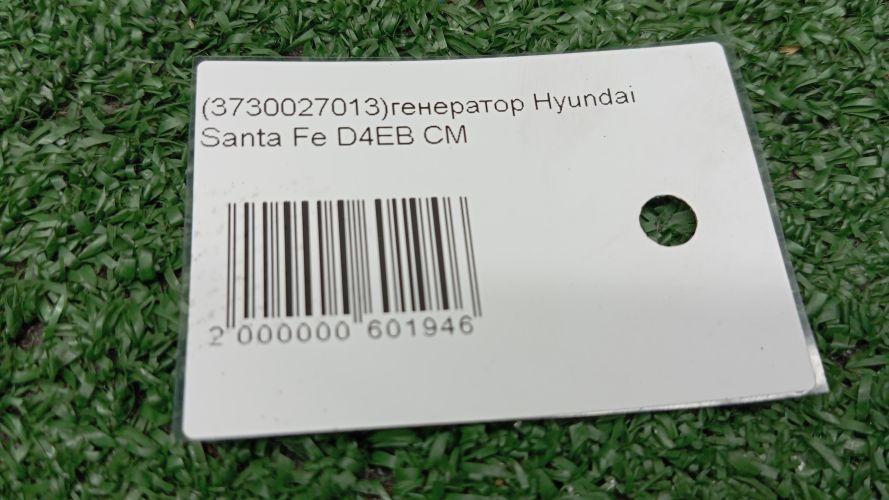 (3730027013)генератор Hyundai
Santa Fe D4EB CM
2 000000 601946